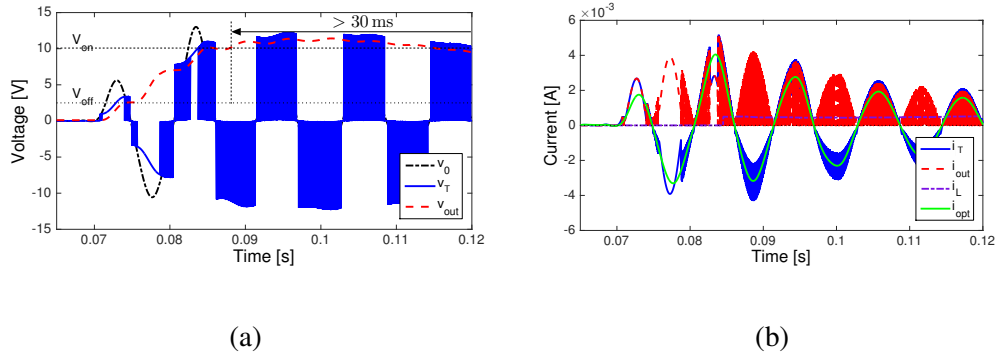 > 30 ms
V_on
V_off
15
10
5
0
-5
-10
-15
Voltage [V]
v_0
v_T
v_out
0.07
0.08
0.09
0.1
0.11
0.12
Time [s]
(a)
×10^-3
6
4
2
0
-2
-4
-6
Current [A]
i_T
i_out
i_L
i_opt
0.07
0.08
0.09
0.1
0.11
0.12
Time [s]
(b)